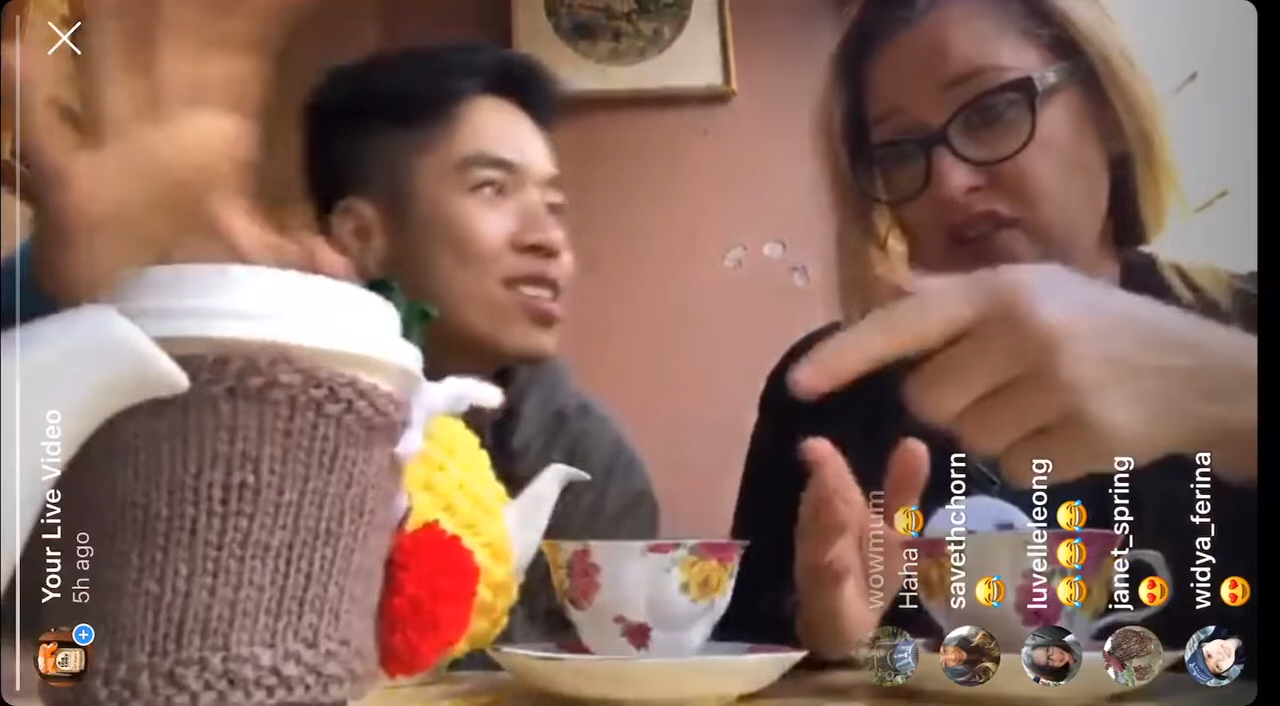 Your Live Video
5h ago
wowmum
Haha 😂
savethchorn
😂
luvelleleong
😂😂😂
janet_spring
😍
widya_ferina
😍